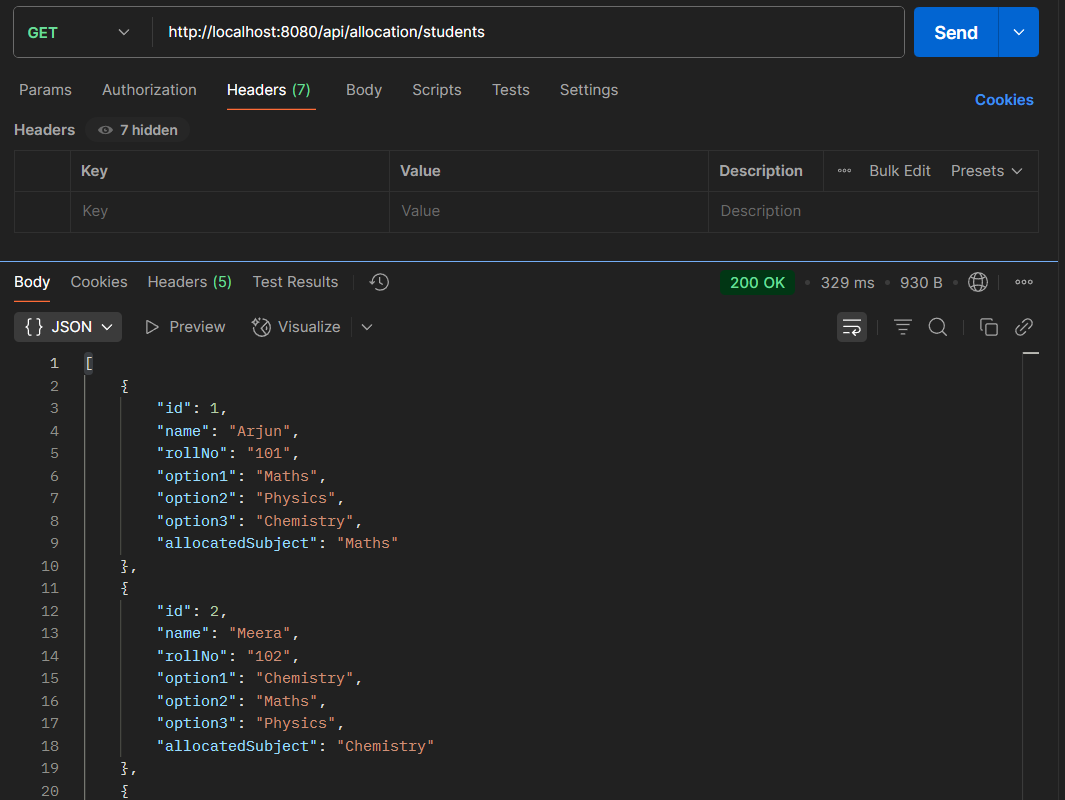 GET http://localhost:8080/api/allocation/students Send
Params Authorization Headers (7) Body Scripts Tests Settings
Cookies
Headers 7 hidden
Key Value Description Bulk Edit Presets
Key Value Description
Body Cookies Headers (5) Test Results 200 OK • 329 ms • 930 B
{ } JSON Preview Visualize
1 [
2 {
3 "id": 1,
4 "name": "Arjun",
5 "rollNo": "101",
6 "option1": "Maths",
7 "option2": "Physics",
8 "option3": "Chemistry",
9 "allocatedSubject": "Maths"
10 },
11 {
12 "id": 2,
13 "name": "Meera",
14 "rollNo": "102",
15 "option1": "Chemistry",
16 "option2": "Maths",
17 "option3": "Physics",
18 "allocatedSubject": "Chemistry"
19 },
20 {